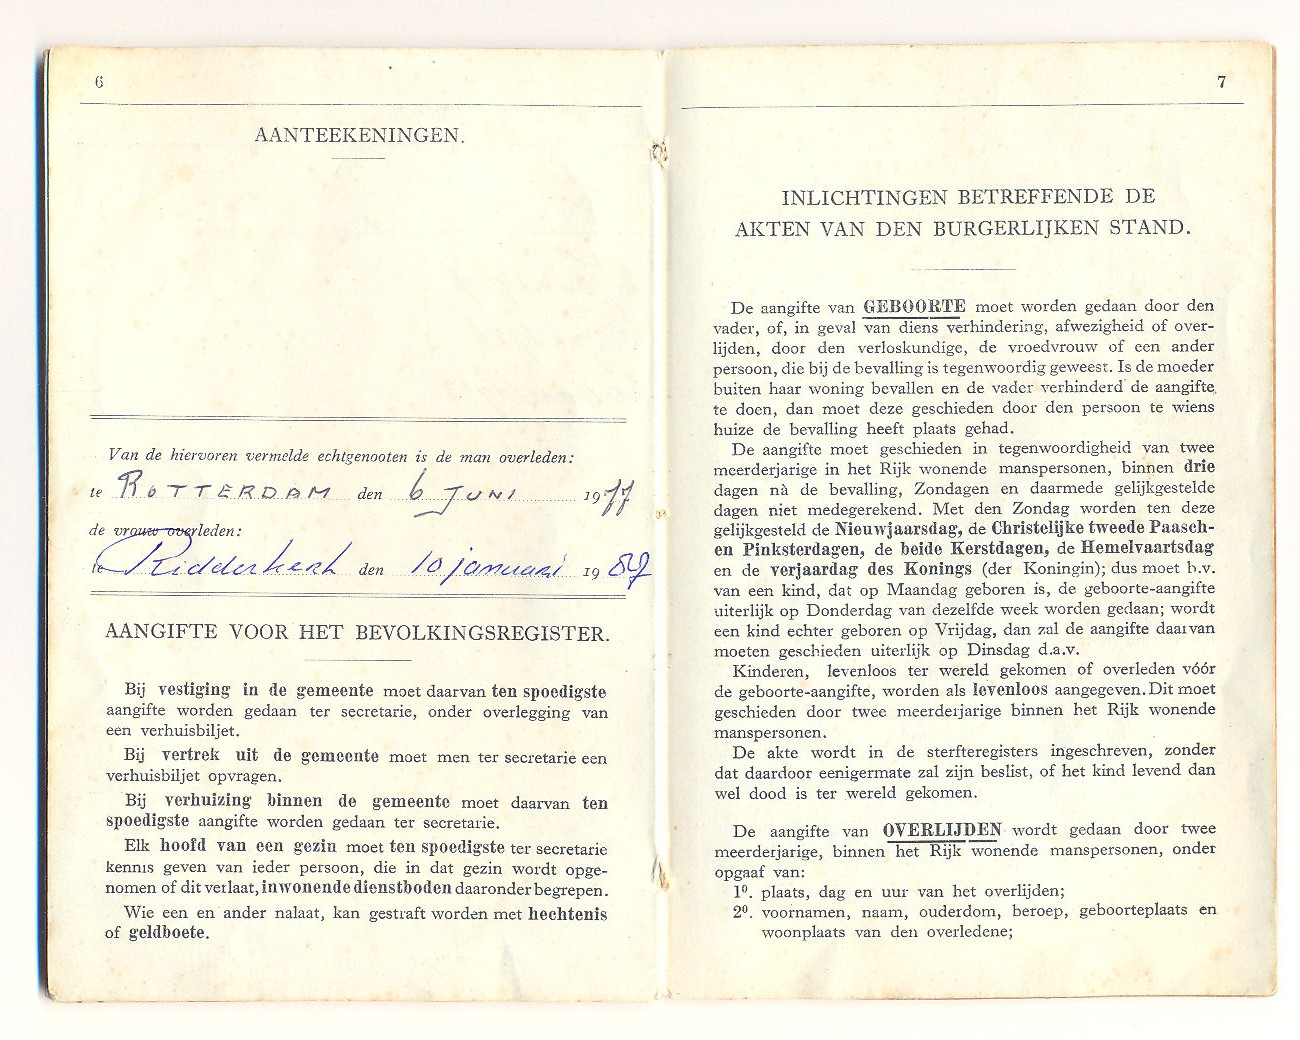 6
AANTEEKENINGEN.
Van de hiervoren vermelde echtgenooten is de man overleden:
te ROTTERDAM den 6 JUNI 1977
de vrouw overleden:
te Ridderkerk den 10 januari 1987
AANGIFTE VOOR HET BEVOLKINGSREGISTER.
Bij vestiging in de gemeente moet daarvan ten spoedigste
aangifte worden gedaan ter secretarie, onder overlegging van
een verhuisbiljet.
Bij vertrek uit de gemeente moet men ter secretarie een
verhuisbiljet opvragen.
Bij verhuizing binnen de gemeente moet daarvan ten
spoedigste aangifte worden gedaan ter secretarie.
Elk hoofd van een gezin moet ten spoedigste ter secretarie
kennis geven van ieder persoon, die in dat gezin wordt opge-
nomen of dit verlaat, inwonende dienstboden daaronder begrepen.
Wie een en ander nalaat, kan gestraft worden met hechtenis
of geldboete.
7
INLICHTINGEN BETREFFENDE DE
AKTEN VAN DEN BURGERLIJKEN STAND.
De aangifte van GEBOORTE moet worden gedaan door den
vader, of, in geval van diens verhindering, afwezigheid of over-
lijden, door den verloskundige, de vroedvrouw of een ander
persoon, die bij de bevalling is tegenwoordig geweest. Is de moeder
buiten haar woning bevallen en de vader verhinderd de aangifte
te doen, dan moet deze geschieden door den persoon te wiens
huize de bevalling heeft plaats gehad.
De aangifte moet geschieden in tegenwoordigheid van twee
meerderjarige in het Rijk wonende manspersonen, binnen drie
dagen nà de bevalling, Zondagen en daarmede gelijkgestelde
dagen niet medegerekend. Met den Zondag worden ten deze
gelijkgesteld de Nieuwjaarsdag, de Christelijke tweede Paasch-
en Pinksterdagen, de beide Kerstdagen, de Hemelvaartsdag
en de verjaardag des Konings (der Koningin); dus moet b.v.
van een kind, dat op Maandag geboren is, de geboorte-aangifte
uiterlijk op Donderdag van dezelfde week worden gedaan; wordt
een kind echter geboren op Vrijdag, dan zal de aangifte daarvan
moeten geschieden uiterlijk op Dinsdag d.a.v.
Kinderen, levenloos ter wereld gekomen of overleden vóór
de geboorte-aangifte, worden als levenloos aangegeven. Dit moet
geschieden door twee meerderjarige binnen het Rijk wonende
manspersonen.
De akte wordt in de sterfteregisters ingeschreven, zonder
dat daardoor eenigermate zal zijn beslist, of het kind levend dan
wel dood is ter wereld gekomen.
De aangifte van OVERLIJDEN wordt gedaan door twee
meerderjarige, binnen het Rijk wonende manspersonen, onder
opgaaf van:
1⁰. plaats, dag en uur van het overlijden;
2⁰. voornamen, naam, ouderdom, beroep, geboorteplaats en
woonplaats van den overledene;